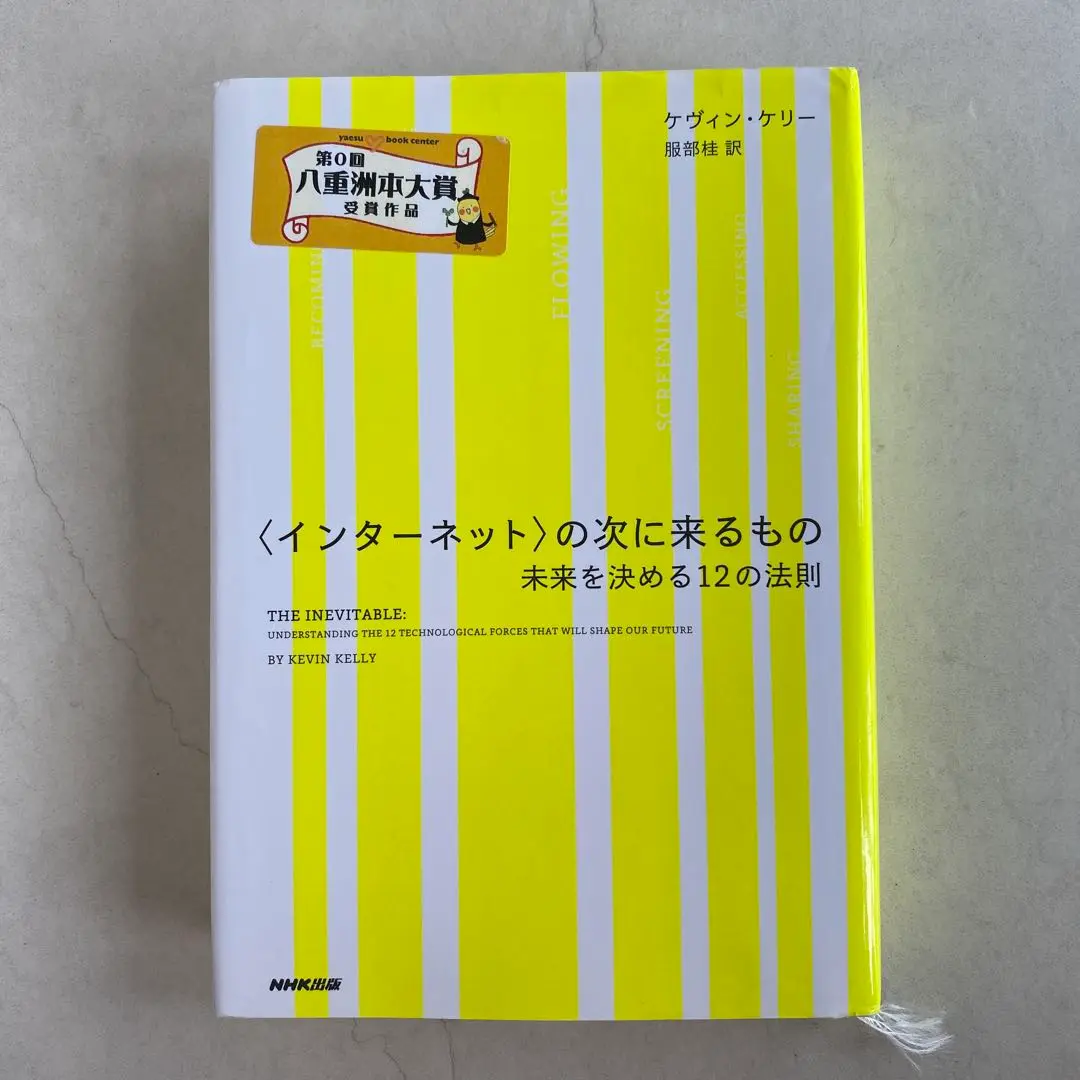 yaesu book center
第0回
八重洲本大賞
受賞作品
ケヴィン・ケリー
服部桂 訳
BECOMIN
FLOWING
SCREENING
ACCESSING
SHARING
〈インターネット〉の次に来るもの
未来を決める12の法則
THE INEVITABLE:
UNDERSTANDING THE 12 TECHNOLOGICAL FORCES THAT WILL SHAPE OUR FUTURE
BY KEVIN KELLY
NHK出版